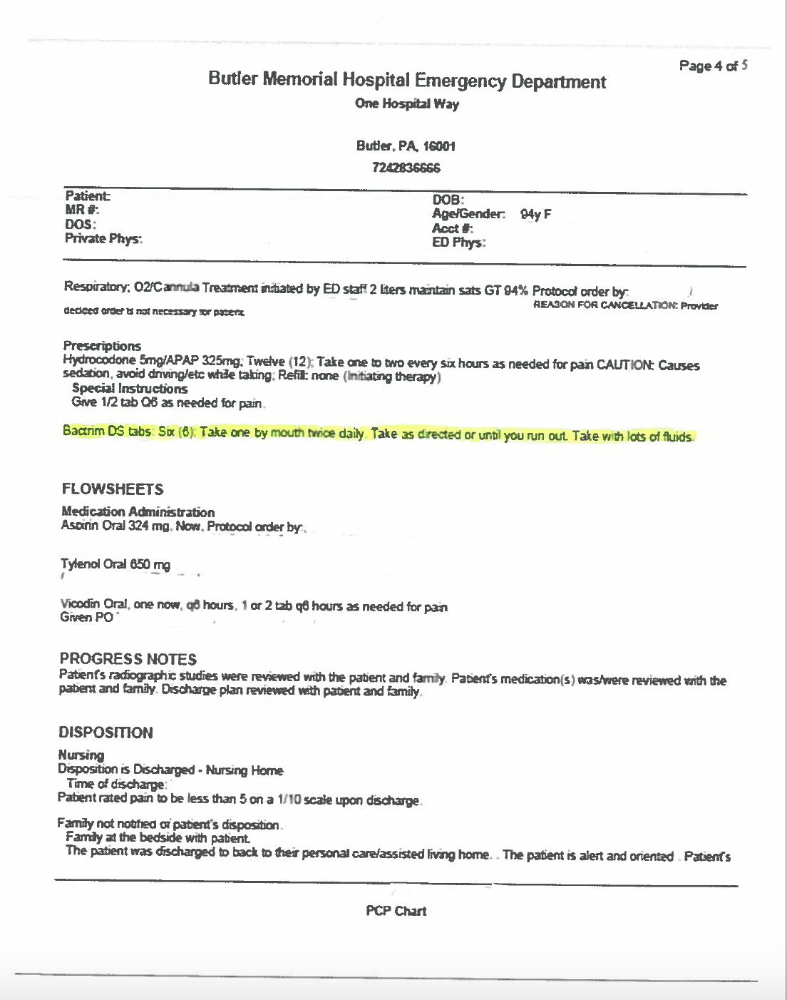 Page 4 of 5
Butler Memorial Hospital Emergency Department
One Hospital Way
Butler, PA, 16001
7242836666
Patient:
MR #:
DOS:
Private Phys:
DOB:
Age/Gender: 94y F
Acct #:
ED Phys:
Respiratory: O2/Cannula Treatment initiated by ED staff 2 liters maintain sats GT 94% Protocol order by:
REASON FOR CANCELLATION: Provider
decided order is not necessary for patient.
Prescriptions
Hydrocodone 5mg/APAP 325mg: Twelve (12): Take one to two every six hours as needed for pain CAUTION: Causes
sedation, avoid driving/etc while taking; Refill: none (Initiating therapy)
Special Instructions
Give 1/2 tab Q6 as needed for pain.
Bactrim DS tabs: Six (6): Take one by mouth twice daily. Take as directed or until you run out. Take with lots of fluids.
FLOWSHEETS
Medication Administration
Aspirin Oral 324 mg, Now, Protocol order by:
Tylenol Oral 650 mg
Vicodin Oral, one now, q6 hours, 1 or 2 tab q6 hours as needed for pain
Given PO
PROGRESS NOTES
Patient's radiographic studies were reviewed with the patient and family. Patient's medication(s) was/were reviewed with the
patient and family. Discharge plan reviewed with patient and family.
DISPOSITION
Nursing
Disposition is Discharged - Nursing Home
Time of discharge:
Patient rated pain to be less than 5 on a 1/10 scale upon discharge.
Family not notified of patient's disposition.
Family at the bedside with patient.
The patient was discharged to back to their personal care/assisted living home. . The patient is alert and oriented . Patient's
PCP Chart